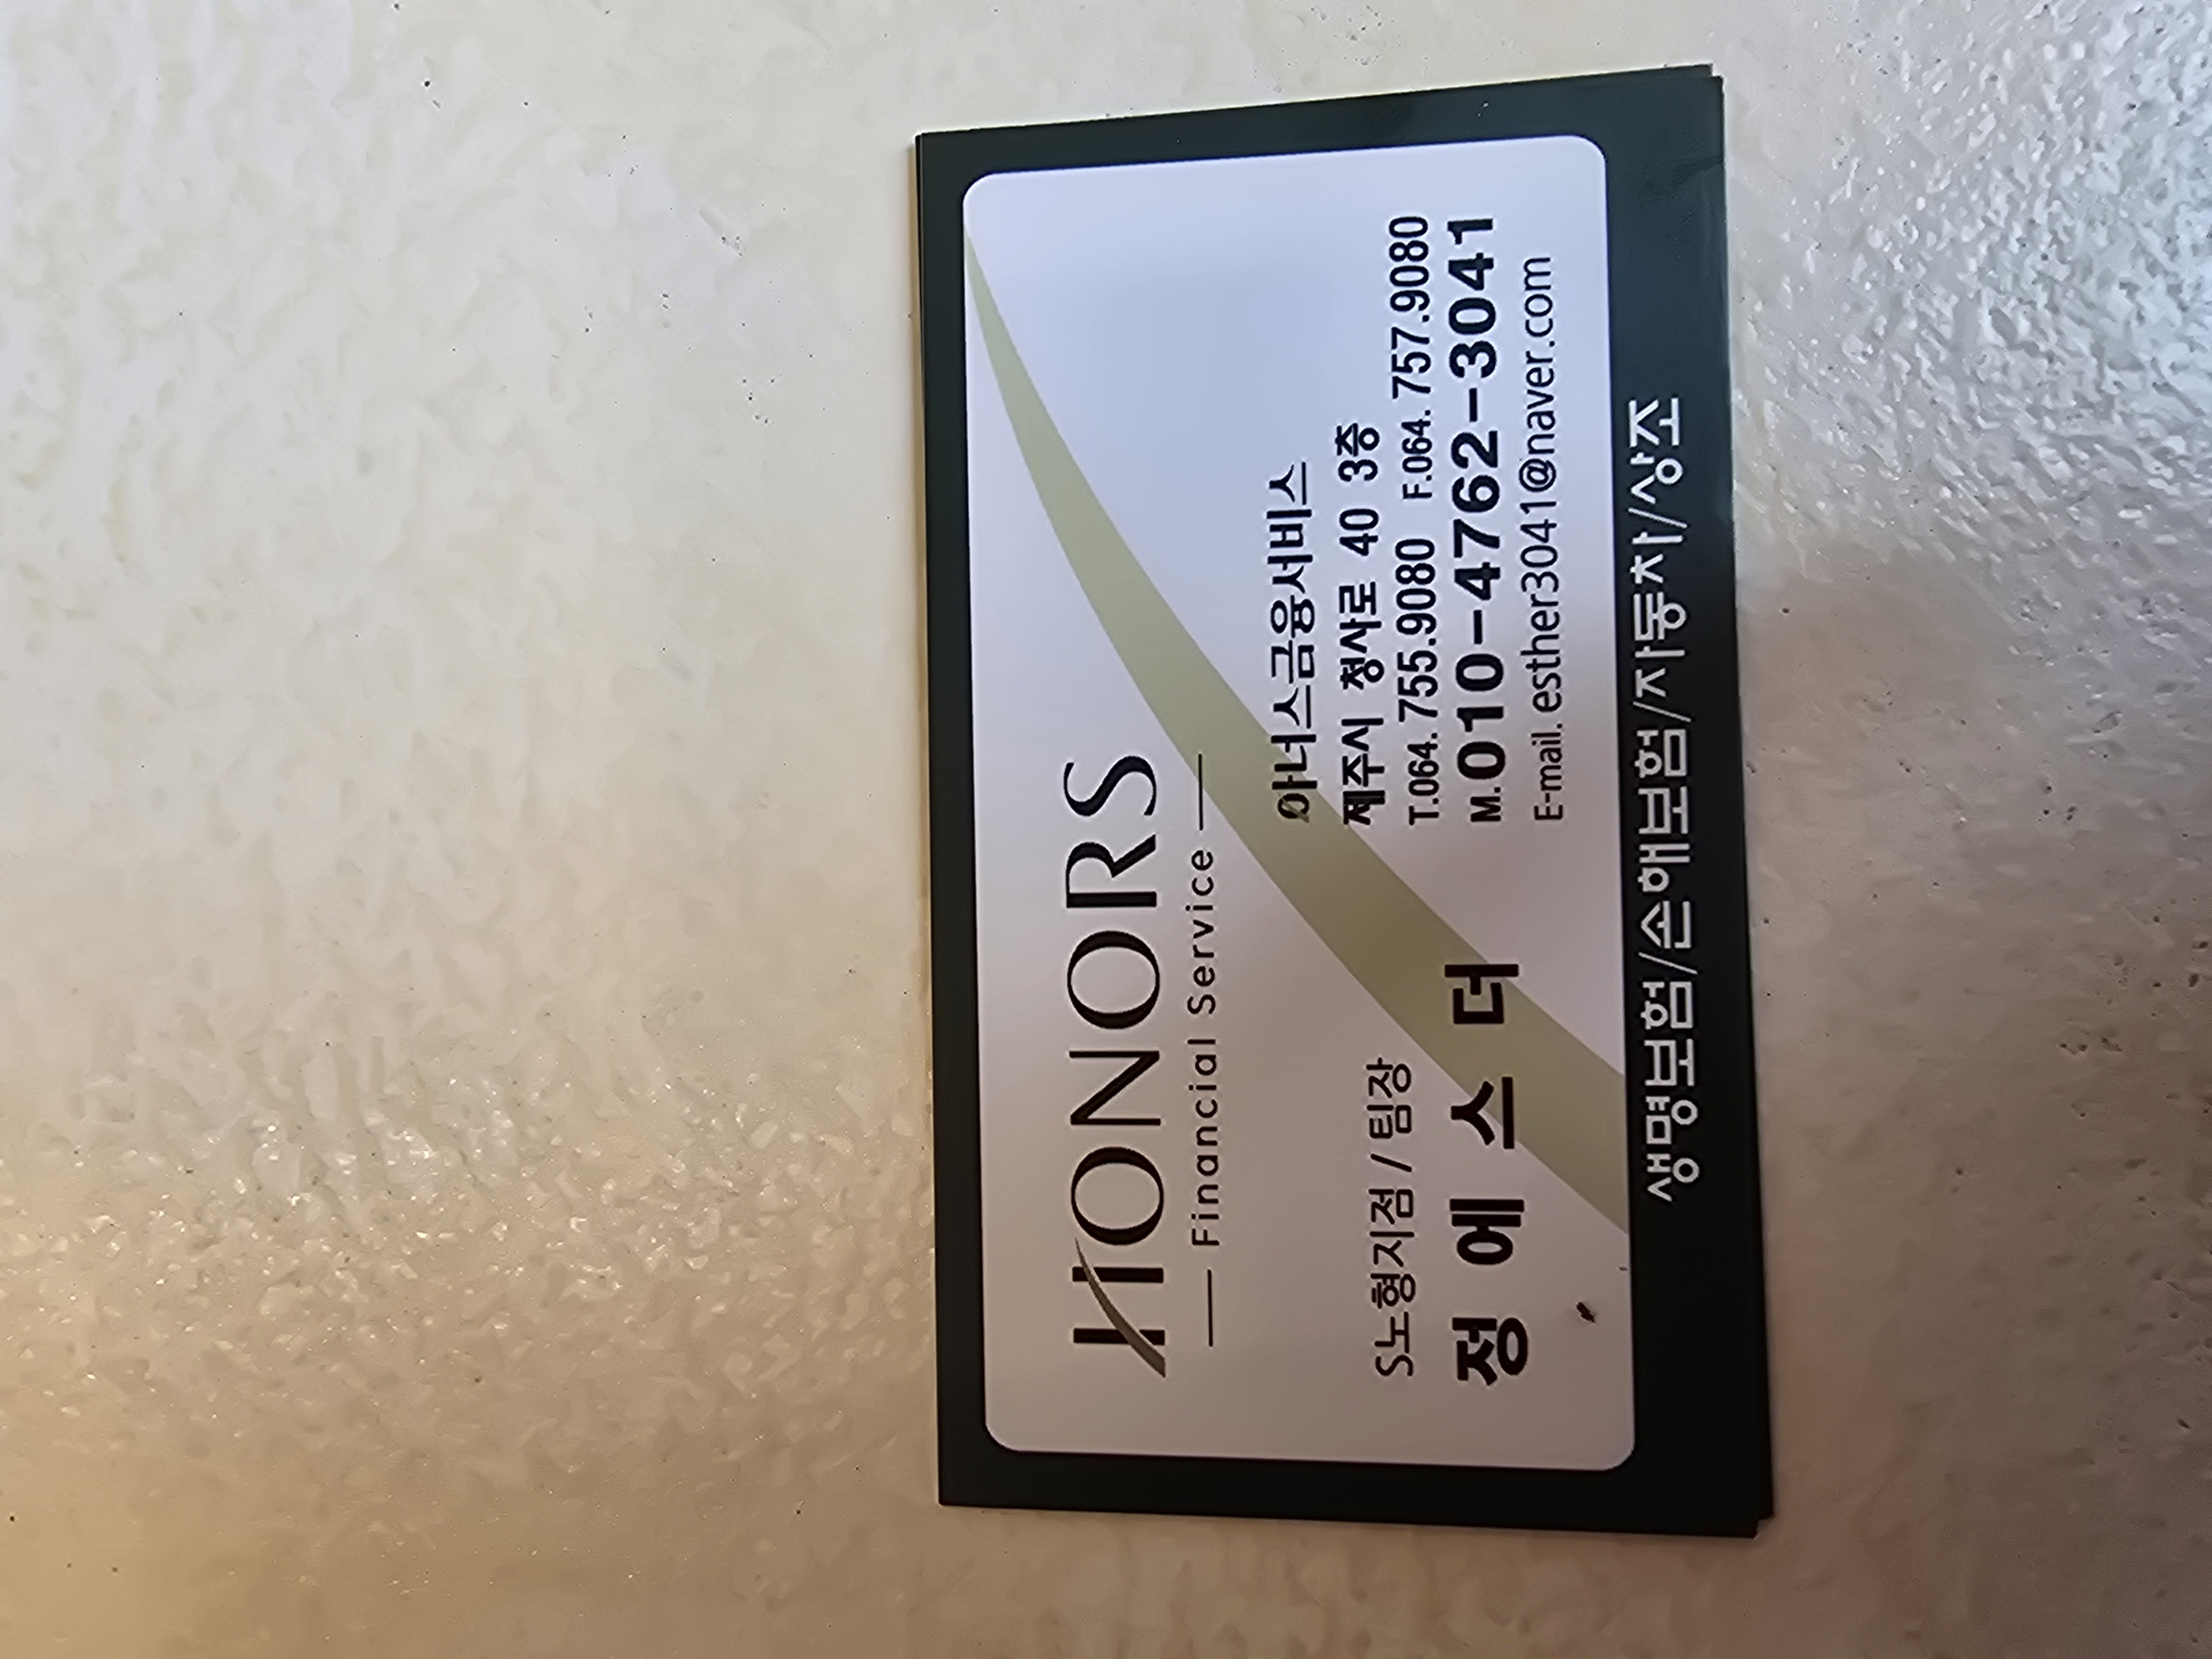 HONORS
Financial Service
아너스금융서비스
제주시 청사로 40 3층
T.064. 755.9080 F.064. 757.9080
M.010-4762-3041
E-mail. esther3041@naver.com
S노형지점 / 팀장
정 에 스 더
생명보험/손해보험/자동차/상조